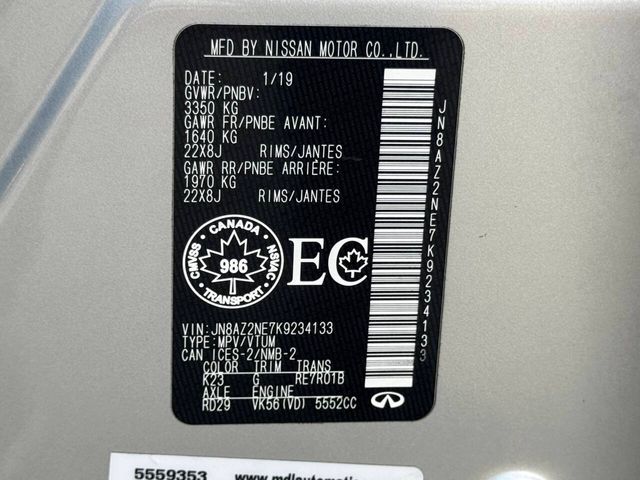 MFD BY NISSAN MOTOR CO.,LTD.
DATE: 1/19
GVWR/PNBV:
3350 KG
GAWR FR/PNBE AVANT:
1640 KG
22X8J RIMS/JANTES
GAWR RR/PNBE ARRIÈRE:
1970 KG
22X8J RIMS/JANTES
CANADA
CMVSS 986 NSVAC
TRANSPORT
EC
VIN: JN8AZ2NE7K9234133
TYPE: MPV/VTUM
CAN ICES-2/NMB-2
COLOR TRIM TRANS
K23 G RE7R01B
AXLE ENGINE
RD29 VK56(VD) 5552CC
JN8AZ2NE7K9234133
5559353